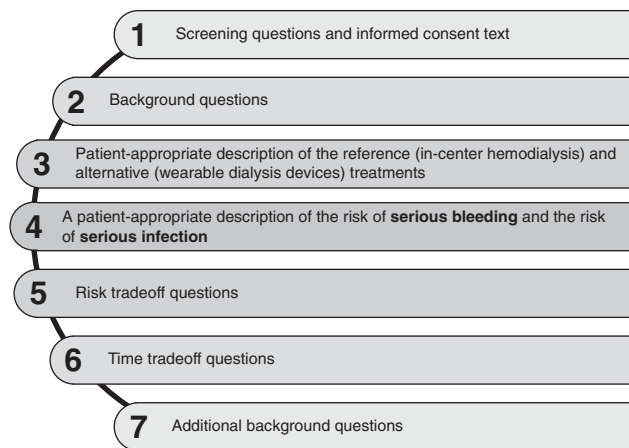 1 Screening questions and informed consent text
2 Background questions
3 Patient-appropriate description of the reference (in-center hemodialysis) and
alternative (wearable dialysis devices) treatments
4 A patient-appropriate description of the risk of serious bleeding and the risk
of serious infection
5 Risk tradeoff questions
6 Time tradeoff questions
7 Additional background questions